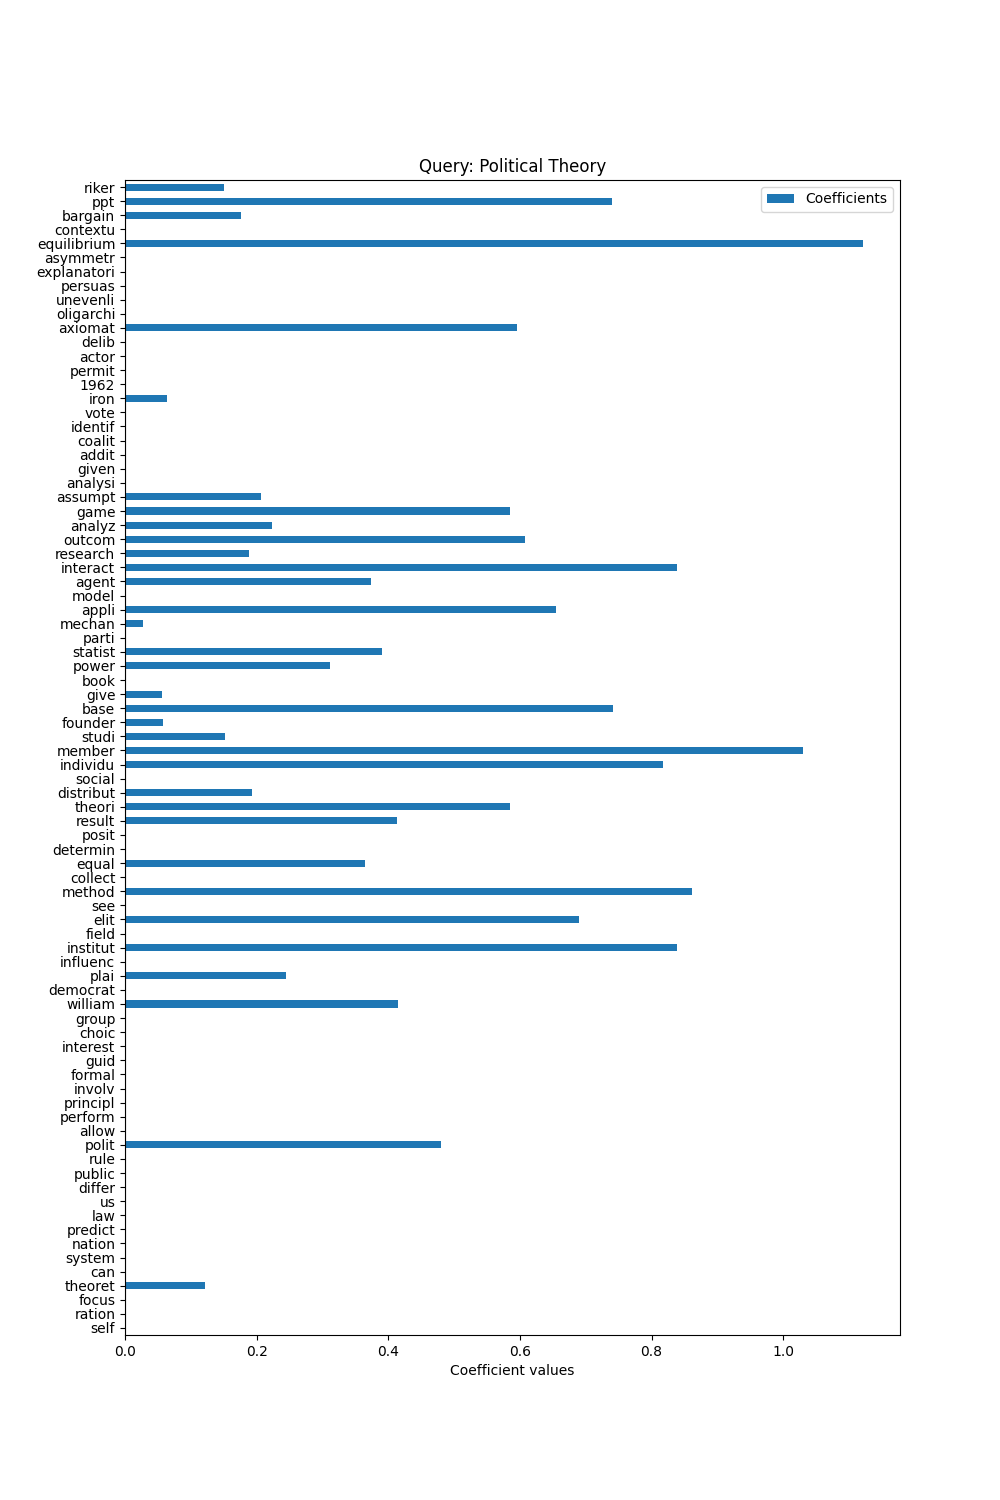 Query: Political Theory
Coefficients
riker
ppt
bargain
contextu
equilibrium
asymmetr
explanatori
persuas
unevenli
oligarchi
axiomat
delib
actor
permit
1962
iron
vote
identif
coalit
addit
given
analysi
assumpt
game
analyz
outcom
research
interact
agent
model
appli
mechan
parti
statist
power
book
give
base
founder
studi
member
individu
social
distribut
theori
result
posit
determin
equal
collect
method
see
elit
field
institut
influenc
plai
democrat
william
group
choic
interest
guid
formal
involv
principl
perform
allow
polit
rule
public
differ
us
law
predict
nation
system
can
theoret
focus
ration
self
0.0 0.2 0.4 0.6 0.8 1.0
Coefficient values